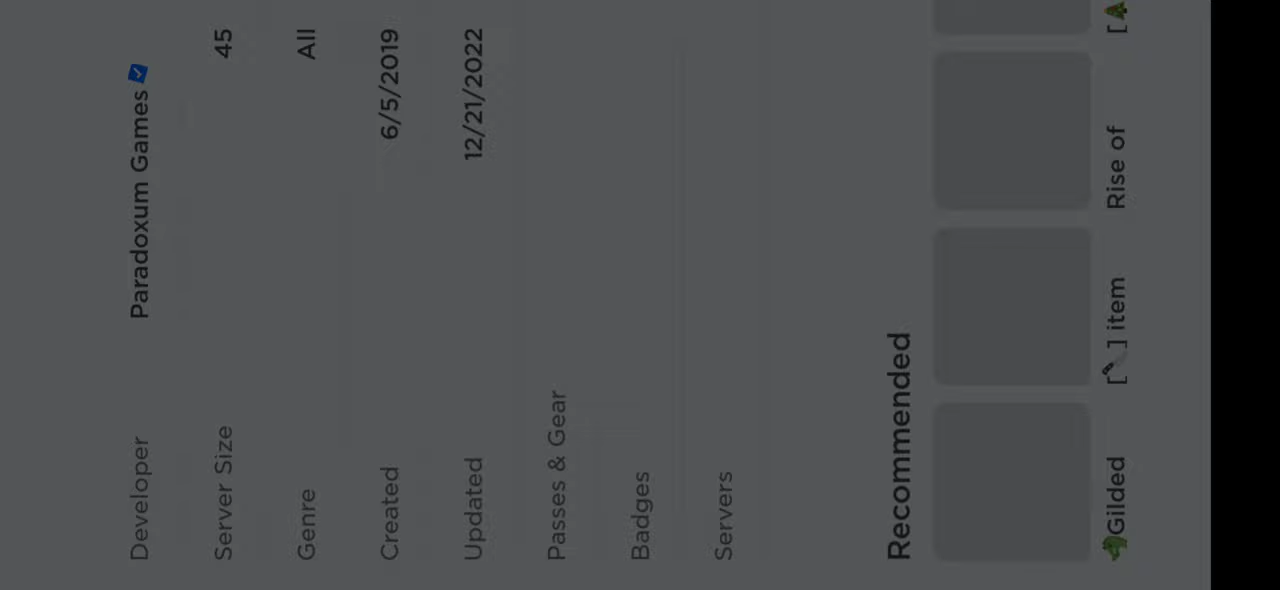 Developer Paradoxum Games
Server Size 45
Genre All
Created 6/5/2019
Updated 12/21/2022
Passes & Gear
Badges
Servers
Recommended
🐴Gilded [🔪] item Rise of [🎄